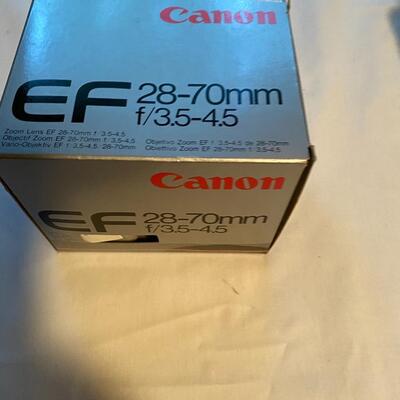 Canon
EF 28-70mm
f/3.5-4.5
Zoom Lens EF 28-70mm f/3.5-4.5
Objectif Zoom EF 28-70mm f/3.5-4.5
Vario-Objektiv EF 1:3.5-4.5/28-70mm
Objetivo Zoom EF 1:3.5-4.5 de 28-70mm
Obiettivo Zoom EF 28-70mm f/3.5-4.5
Canon
EF 28-70mm
f/3.5-4.5